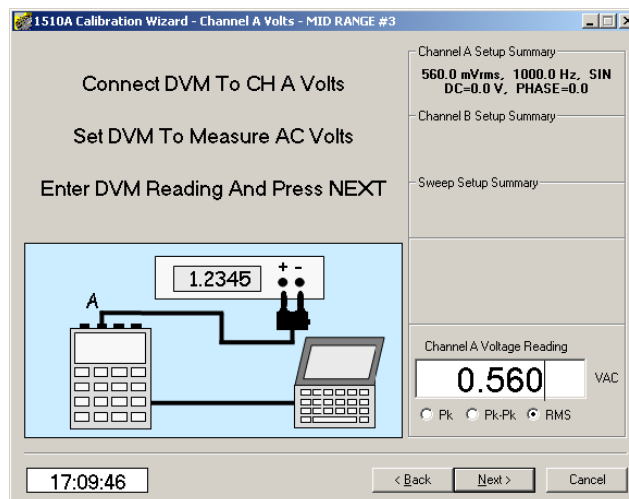 1510A Calibration Wizard - Channel A Volts - MID RANGE #3
Connect DVM To CH A Volts
Set DVM To Measure AC Volts
Enter DVM Reading And Press NEXT
1.2345
+ -
A
Channel A Setup Summary
560.0 mVrms, 1000.0 Hz, SIN
DC=0.0 V, PHASE=0.0
Channel B Setup Summary
Sweep Setup Summary
Channel A Voltage Reading
0.560 VAC
Pk Pk-Pk RMS
17:09:46
< Back Next > Cancel